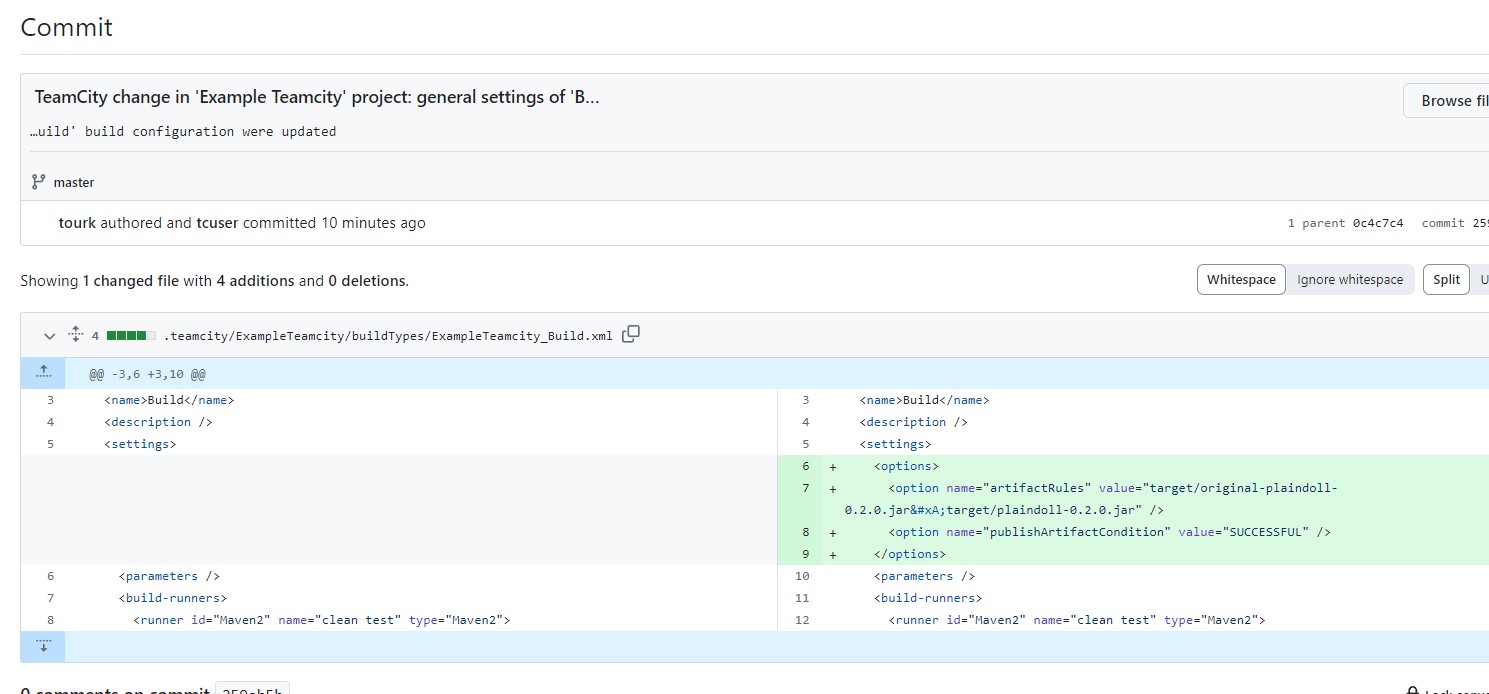 Commit
TeamCity change in 'Example Teamcity' project: general settings of 'B...
Browse fil
…uild' build configuration were updated
master
tourk authored and tcuser committed 10 minutes ago
1 parent 0c4c7c4 commit 259
Showing 1 changed file with 4 additions and 0 deletions.
Whitespace Ignore whitespace Split U
4 .teamcity/ExampleTeamcity/buildTypes/ExampleTeamcity_Build.xml
@@ -3,6 +3,10 @@
3 <name>Build</name> 3 <name>Build</name>
4 <description /> 4 <description />
5 <settings> 5 <settings>
6 + <options>
7 + <option name="artifactRules" value="target/original-plaindoll-
0.2.0.jar&#xA;target/plaindoll-0.2.0.jar" />
8 + <option name="publishArtifactCondition" value="SUCCESSFUL" />
9 + </options>
6 <parameters /> 10 <parameters />
7 <build-runners> 11 <build-runners>
8 <runner id="Maven2" name="clean test" type="Maven2"> 12 <runner id="Maven2" name="clean test" type="Maven2">
0 comments on commit